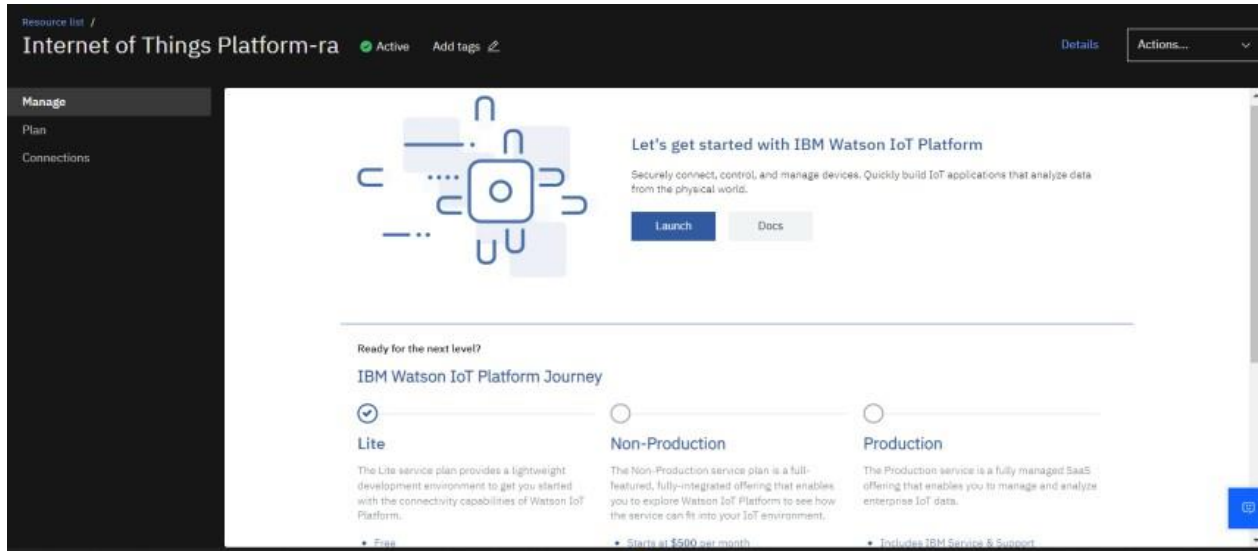 Resource list /
Internet of Things Platform-ra
Active
Add tags
Details
Actions...
Manage
Plan
Connections
Let's get started with IBM Watson IoT Platform
Securely connect, control, and manage devices. Quickly build IoT applications that analyze data
from the physical world.
Launch
Docs
Ready for the next level?
IBM Watson IoT Platform Journey
Lite
The Lite service plan provides a lightweight
development environment to get you started
with the connectivity capabilities of Watson IoT
Platform.
• Free
Non-Production
The Non-Production service plan is a full-
featured, fully-integrated offering that enables
you to explore Watson IoT Platform to see how
the service can fit into your IoT environment.
• Starts at $500 per month
Production
The Production service is a fully managed SaaS
offering that enables you to manage and analyze
enterprise IoT data.
• Includes IBM Service & Support